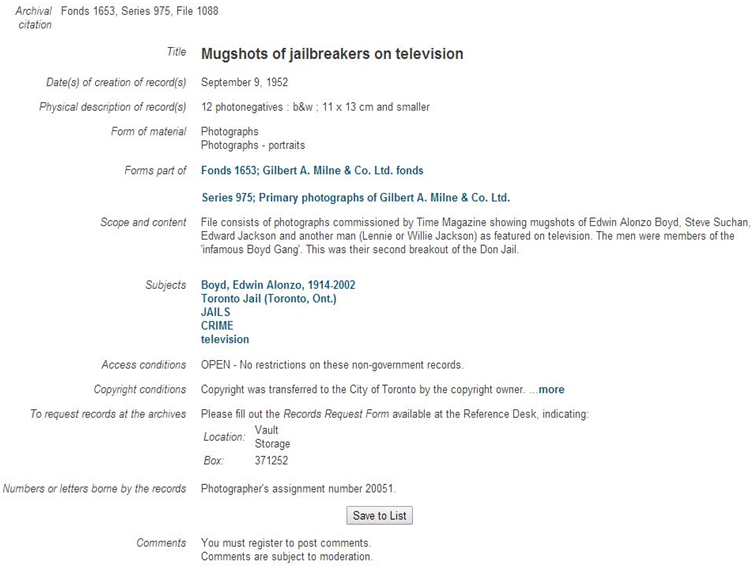 Archival citation Fonds 1653, Series 975, File 1088
Title Mugshots of jailbreakers on television
Date(s) of creation of record(s) September 9, 1952
Physical description of record(s) 12 photonegatives : b&w ; 11 x 13 cm and smaller
Form of material Photographs
Photographs - portraits
Forms part of Fonds 1653; Gilbert A. Milne & Co. Ltd. fonds
Series 975; Primary photographs of Gilbert A. Milne & Co. Ltd.
Scope and content File consists of photographs commissioned by Time Magazine showing mugshots of Edwin Alonzo Boyd, Steve Suchan,
Edward Jackson and another man (Lennie or Willie Jackson) as featured on television. The men were members of the
'infamous Boyd Gang'. This was their second breakout of the Don Jail.
Subjects Boyd, Edwin Alonzo, 1914-2002
Toronto Jail (Toronto, Ont.)
JAILS
CRIME
television
Access conditions OPEN - No restrictions on these non-government records.
Copyright conditions Copyright was transferred to the City of Toronto by the copyright owner. ...more
To request records at the archives Please fill out the Records Request Form available at the Reference Desk, indicating:
Location: Vault
Storage
Box: 371252
Numbers or letters borne by the records Photographer's assignment number 20051.
Save to List
Comments You must register to post comments.
Comments are subject to moderation.